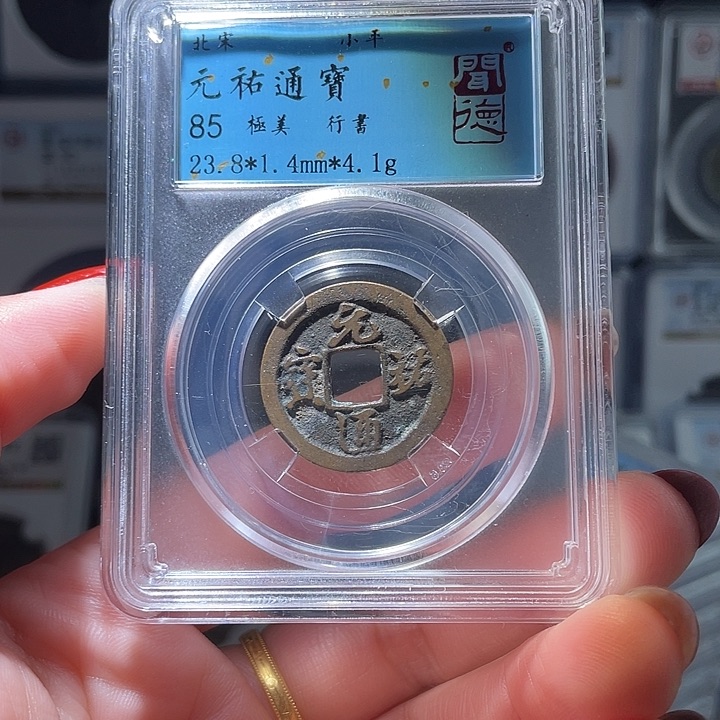 北宋 小平
元祐通寶
85 極美 行書
23.8*1.4mm*4.1g
聞德
元祐通寶